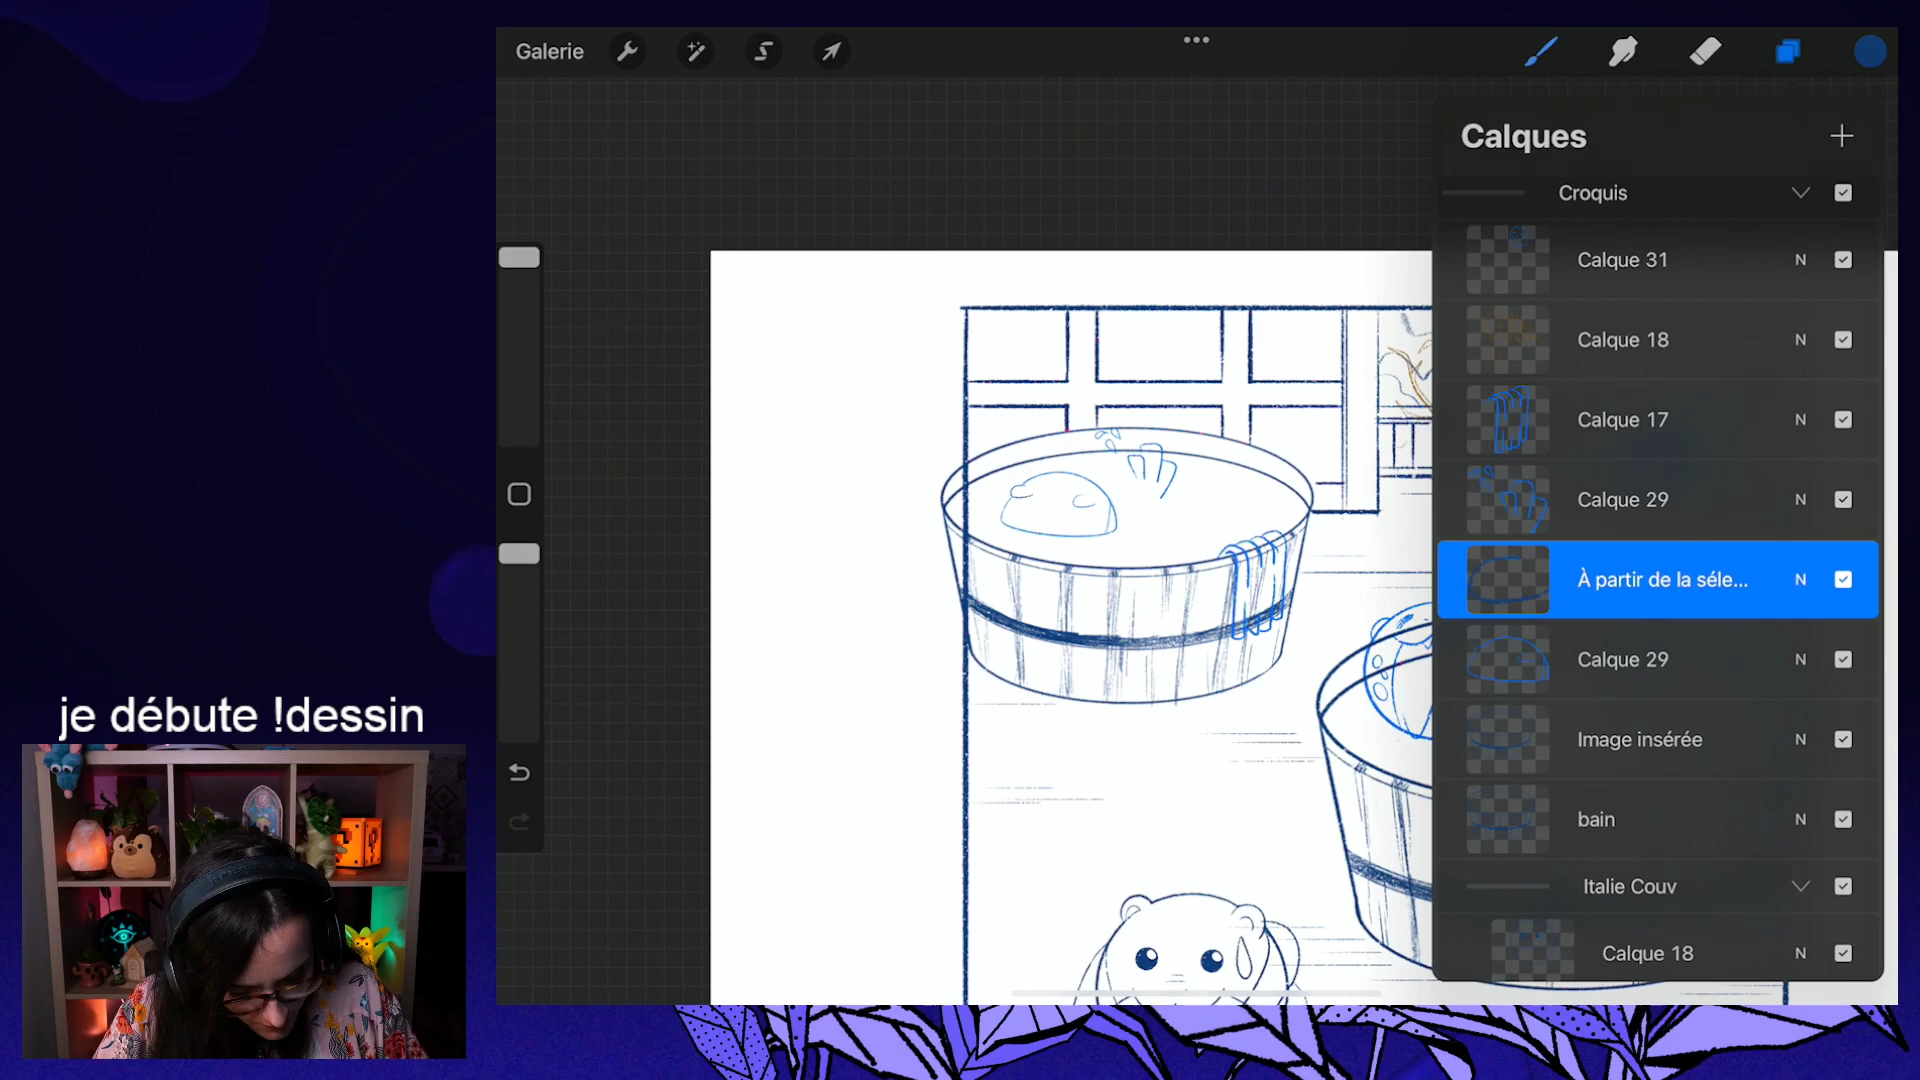 Galerie
Calques
Croquis
Calque 31 N
Calque 18 N
Calque 17 N
Calque 29 N
À partir de la séle... N
Calque 29 N
Image insérée N
bain N
Italie Couv
Calque 18 N
je débute !dessin